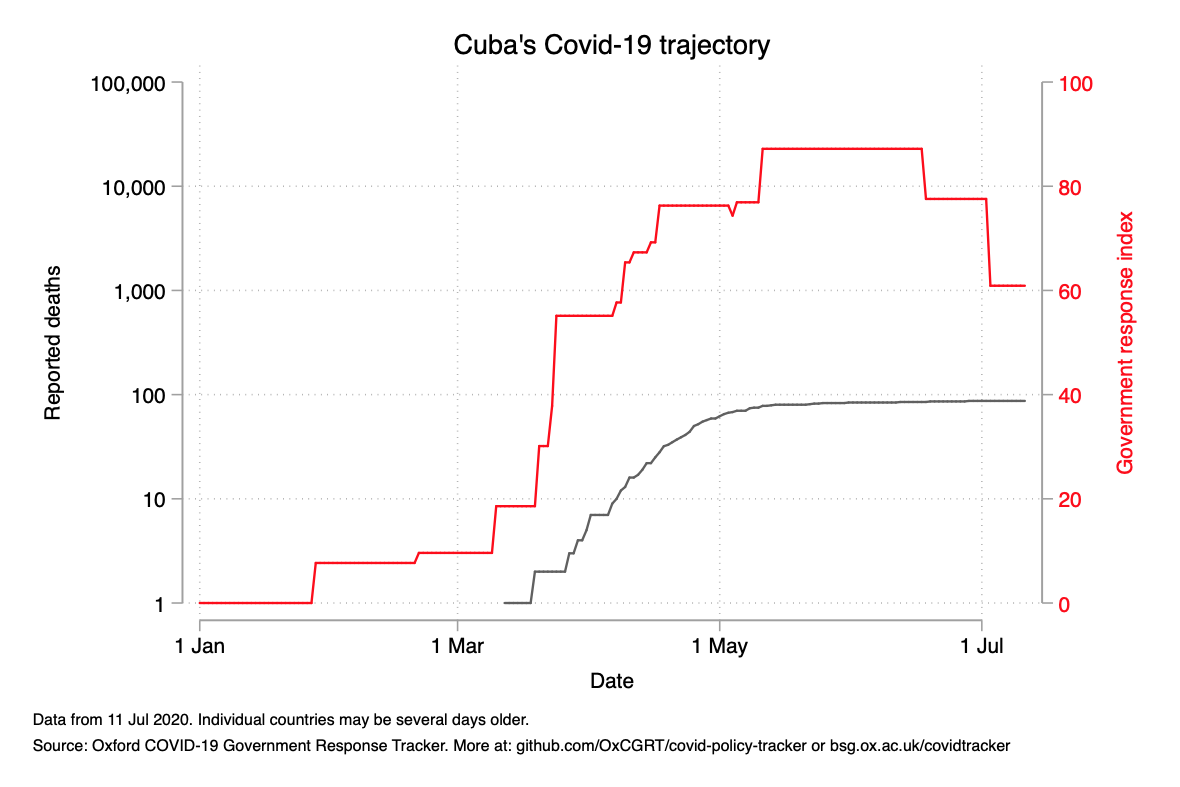 Cuba's Covid-19 trajectory
100,000
10,000
1,000
100
10
1
Reported deaths
100
80
60
40
20
0
Government response index
1 Jan
1 Mar
1 May
1 Jul
Date
Data from 11 Jul 2020. Individual countries may be several days older.
Source: Oxford COVID-19 Government Response Tracker. More at: github.com/OxCGRT/covid-policy-tracker or bsg.ox.ac.uk/covidtracker